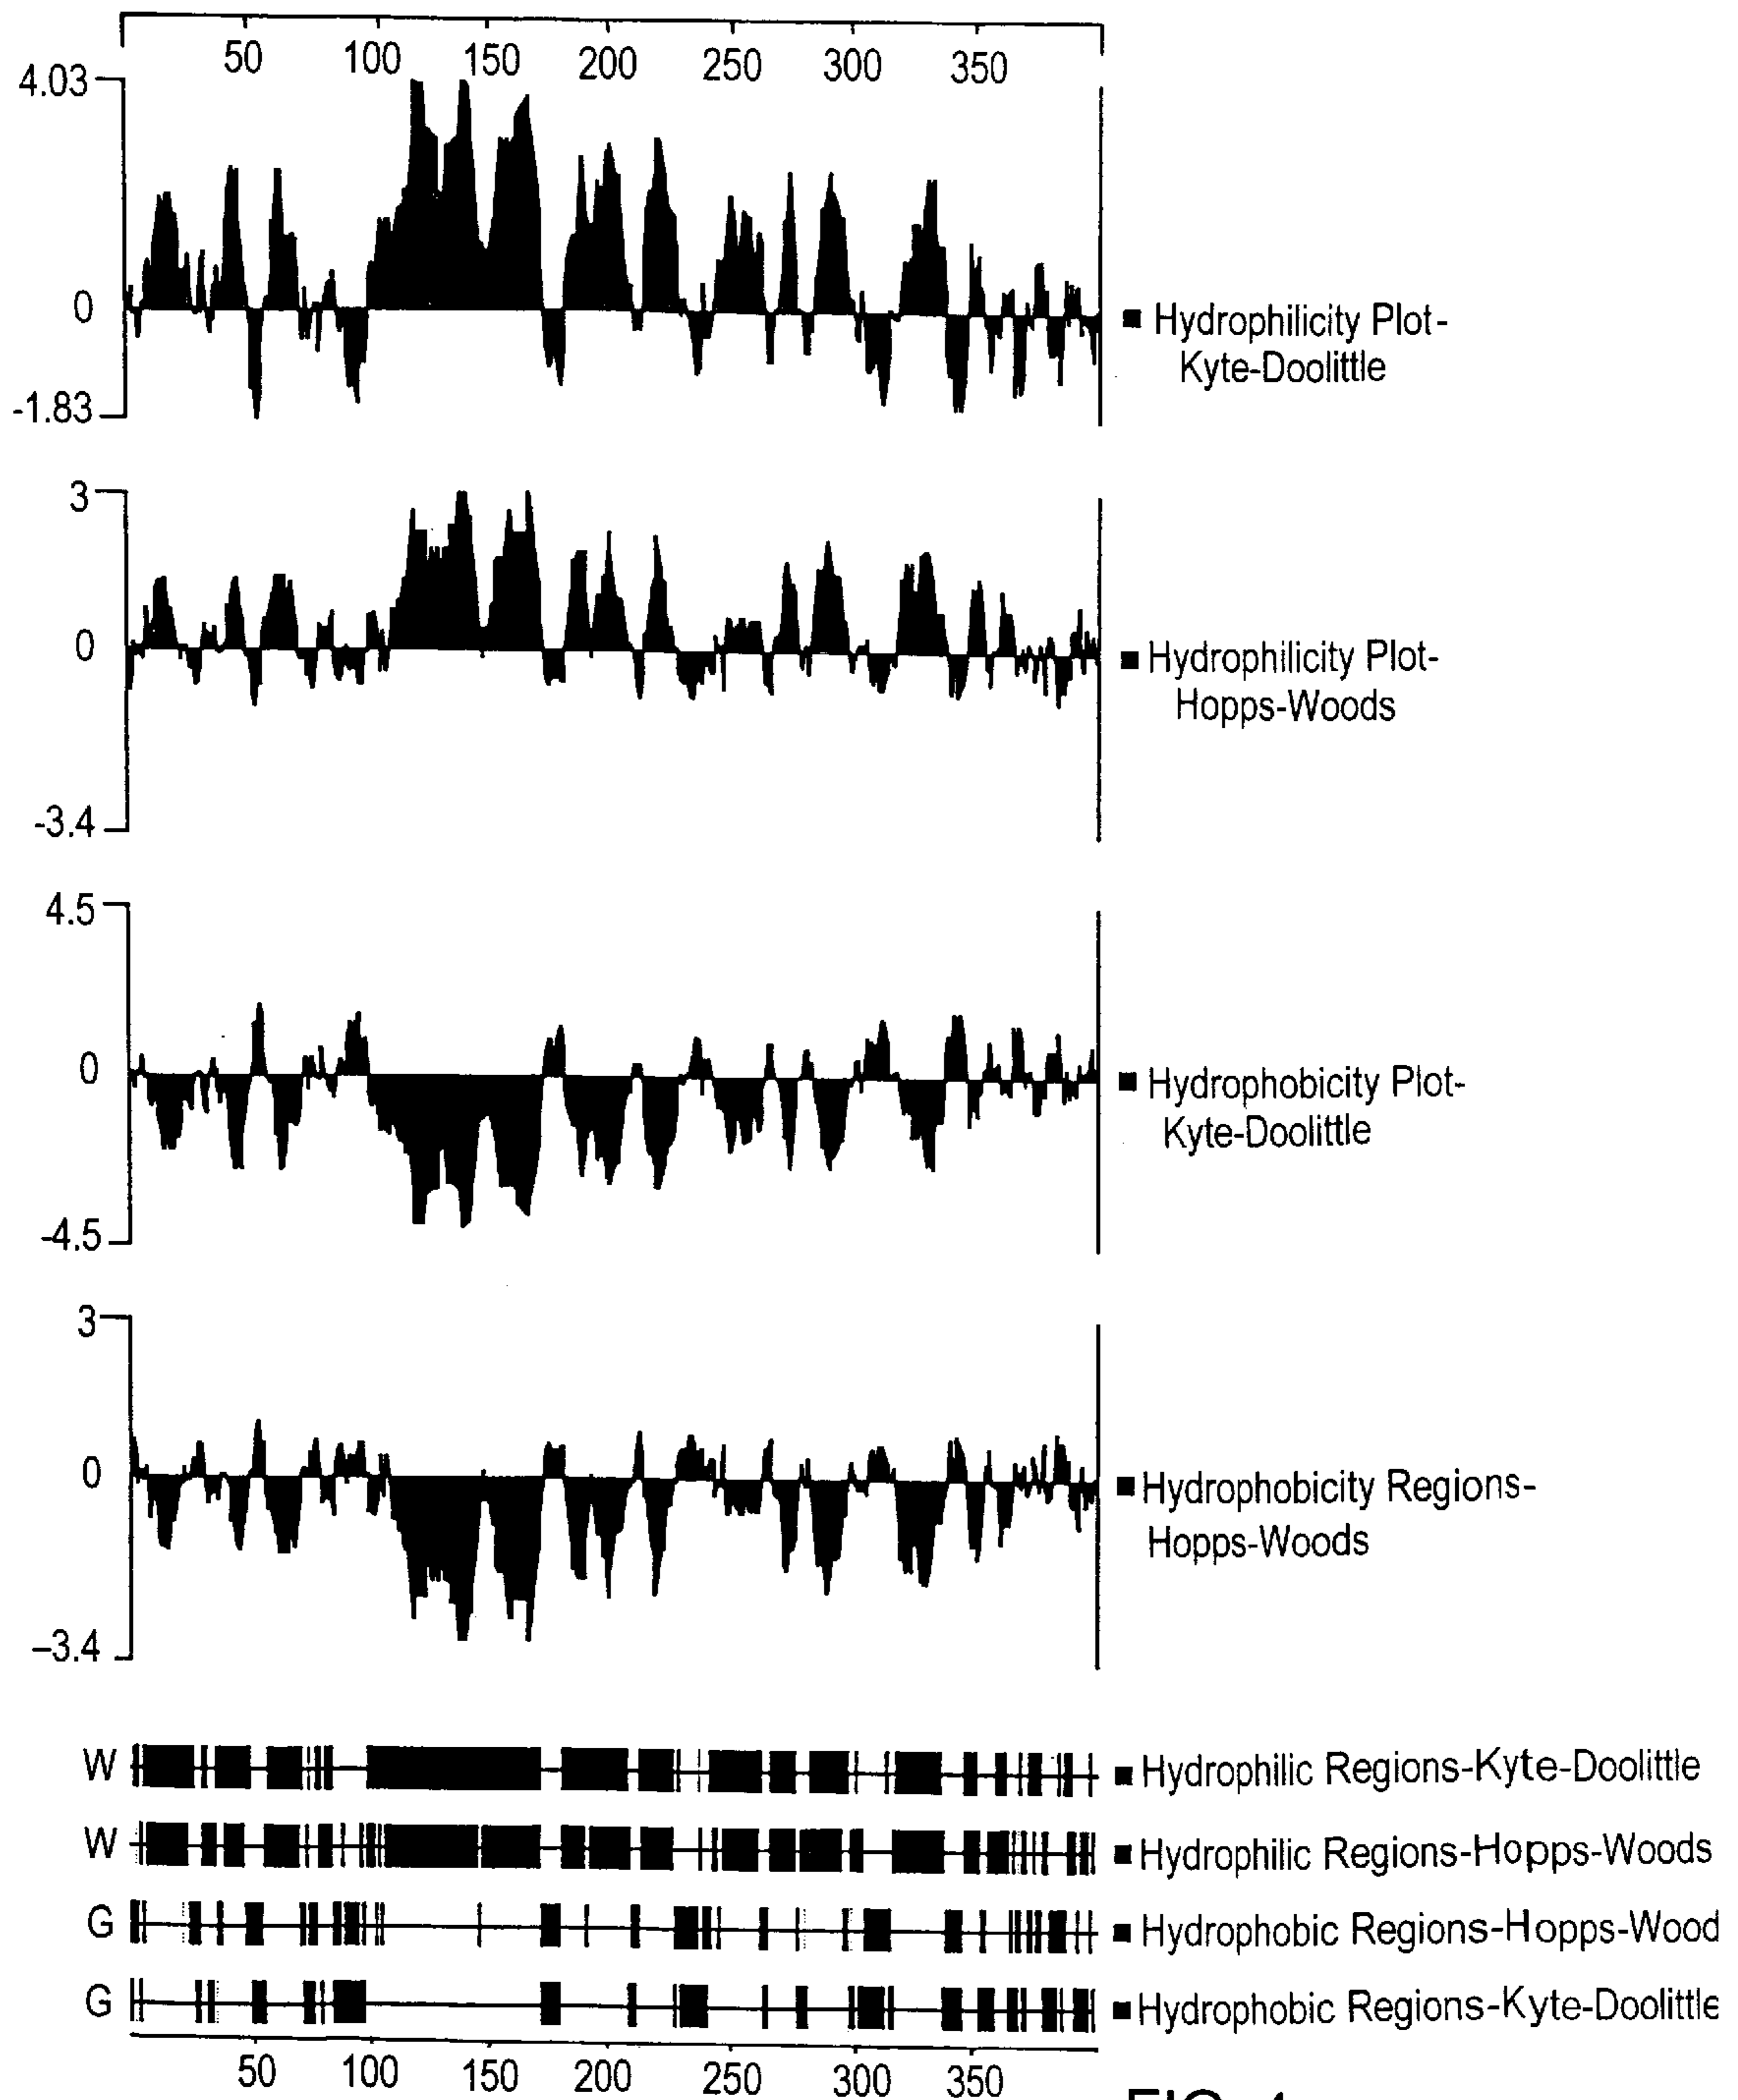 50 100 150 200 250 300 350
4.03
0
-1.83
Hydrophilicity Plot-
Kyte-Doolittle
3
0
-3.4
Hydrophilicity Plot-
Hopps-Woods
4.5
0
-4.5
Hydrophobicity Plot-
Kyte-Doolittle
3
0
-3.4
Hydrophobicity Regions-
Hopps-Woods
W Hydrophilic Regions-Kyte-Doolittle
W Hydrophilic Regions-Hopps-Woods
G Hydrophobic Regions-Hopps-Wood
G Hydrophobic Regions-Kyte-Doolittle
50 100 150 200 250 300 350